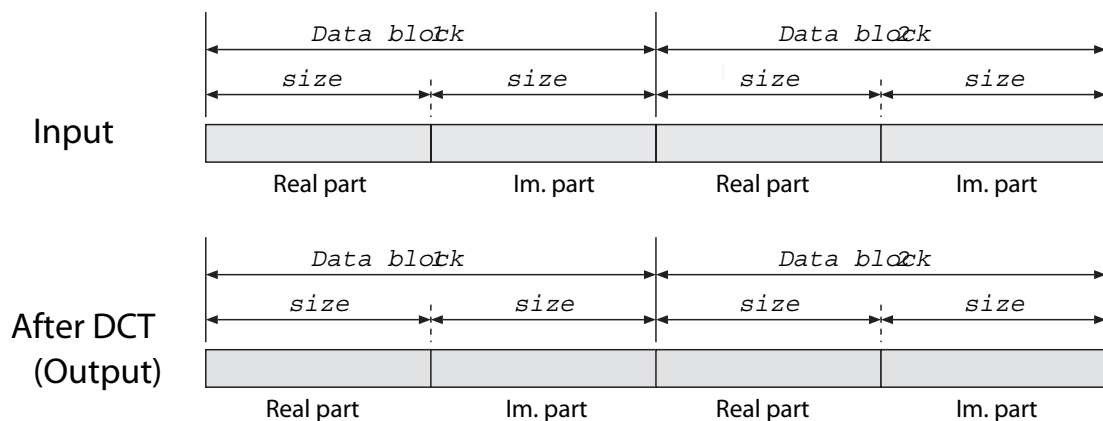 Data block 1 Data block 2
size size size size
Input
Real part Im. part Real part Im. part
Data block 1 Data block 2
size size size size
After DCT
(Output)
Real part Im. part Real part Im. part